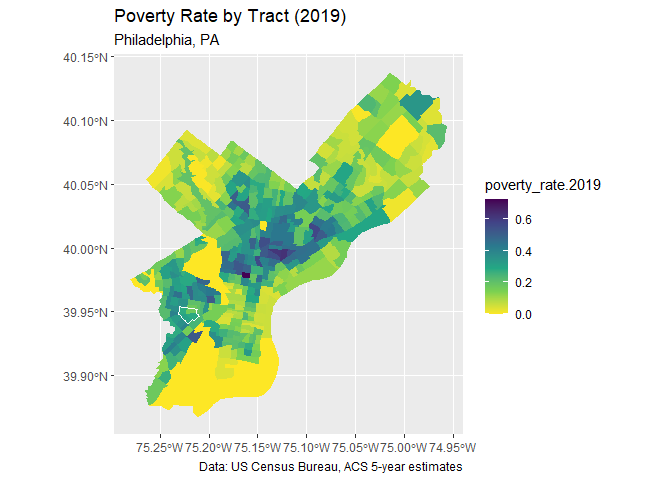 Poverty Rate by Tract (2019)
Philadelphia, PA
40.15°N
40.10°N
40.05°N
40.00°N
39.95°N
39.90°N
75.25°W 75.20°W 75.15°W 75.10°W 75.05°W 75.00°W 74.95°W
poverty_rate.2019
0.6
0.4
0.2
0.0
Data: US Census Bureau, ACS 5-year estimates